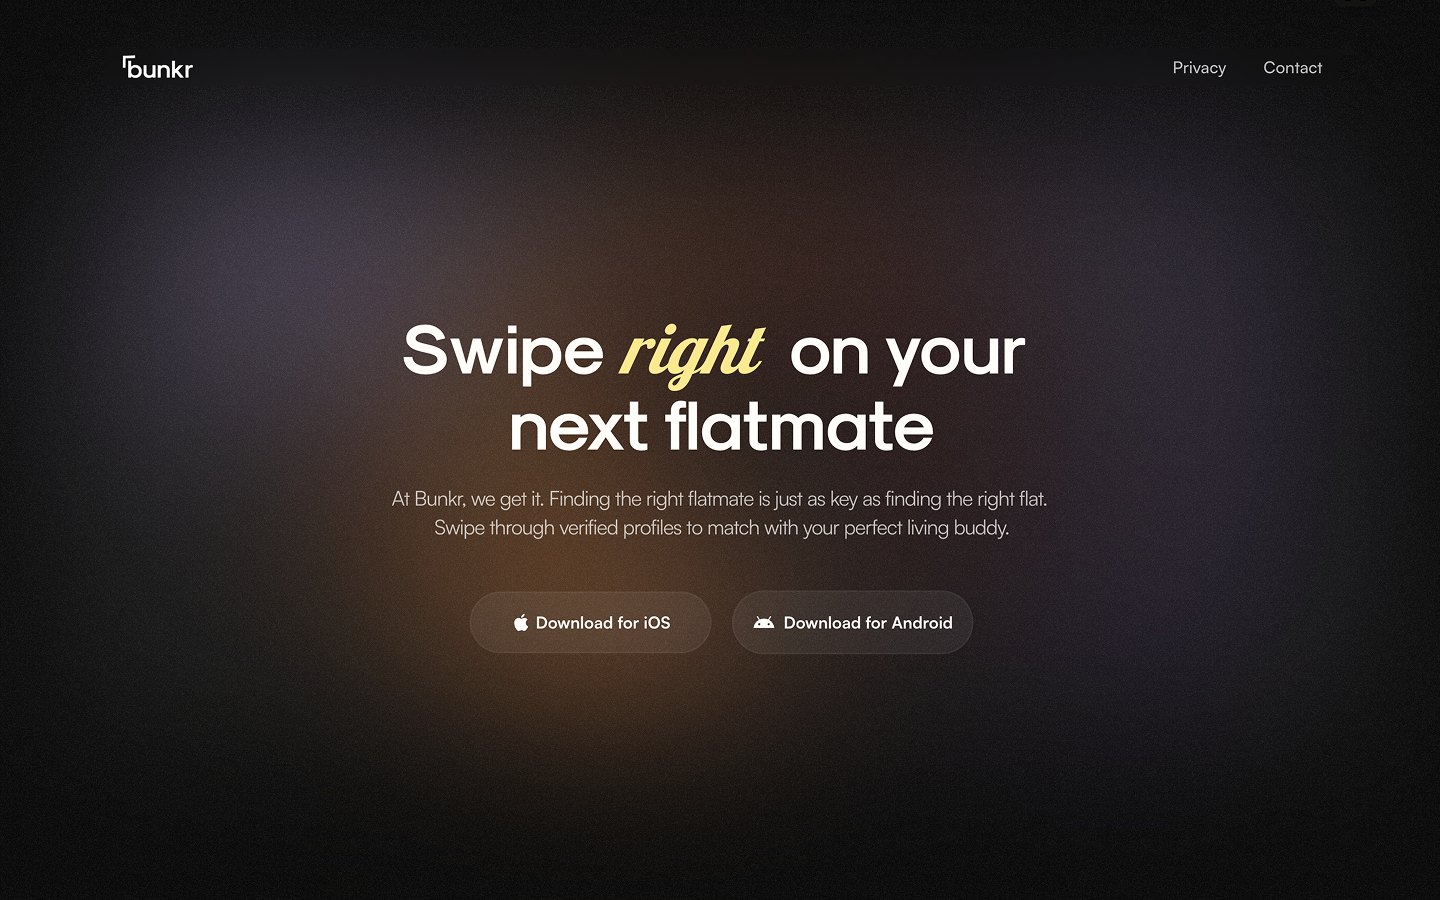 bunkr
Privacy
Contact
Swipe right on your
next flatmate
At Bunkr, we get it. Finding the right flatmate is just as key as finding the right flat.
Swipe through verified profiles to match with your perfect living buddy.
Download for iOS
Download for Android